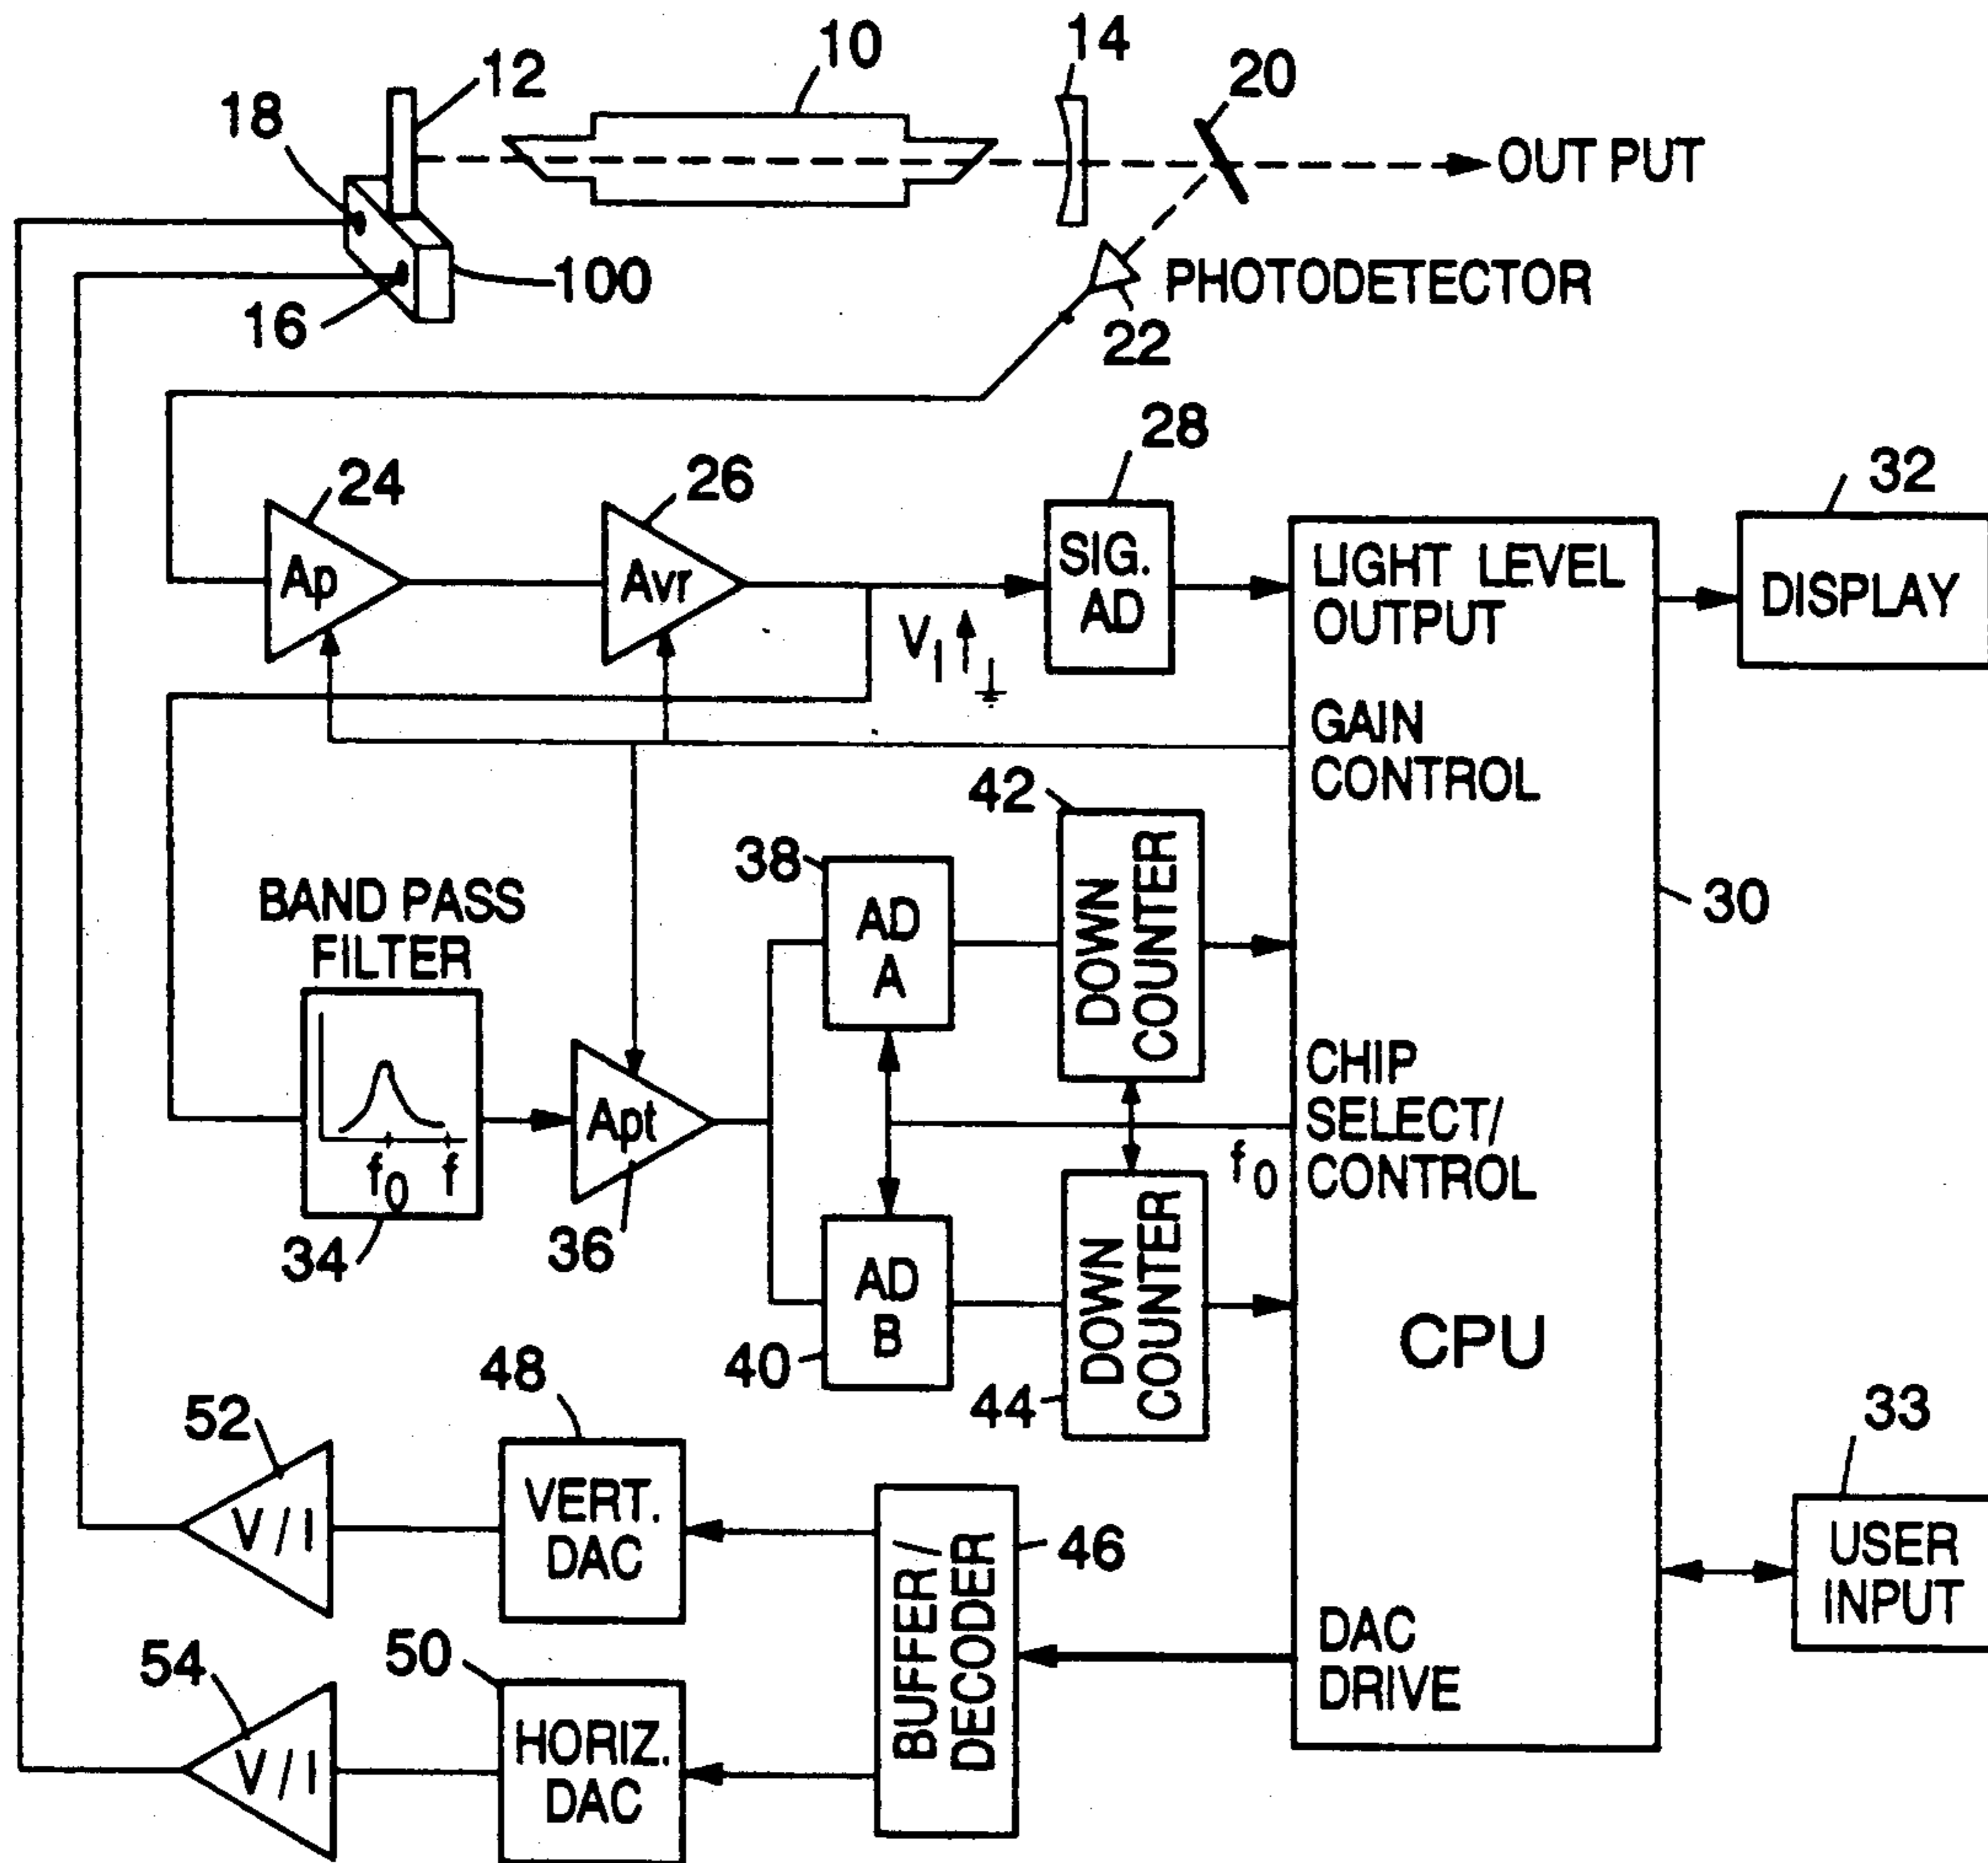 14
10
20
12
18
OUT PUT
100
PHOTODETECTOR
16
22
28
32
24
26
SIG.
AD
LIGHT LEVEL
OUTPUT
DISPLAY
Ap
Avr
V1
GAIN
CONTROL
42
38
30
BAND PASS
FILTER
AD
A
DOWN
COUNTER
CHIP
SELECT/
CONTROL
Apt
f0 f
f0
34
36
AD
B
DOWN
COUNTER
CPU
40
44
48
52
33
VERT.
DAC
V/I
46
USER
INPUT
BUFFER/
DECODER
DAC
DRIVE
50
54
HORIZ.
DAC
V/I